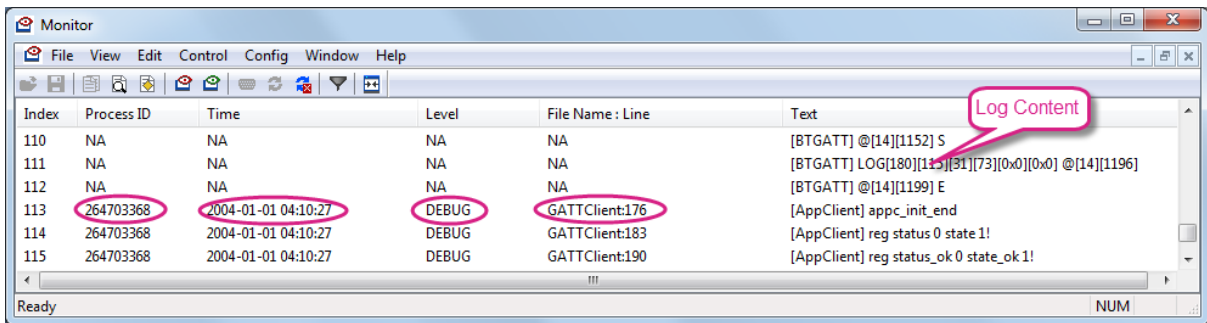 Monitor
File View Edit Control Config Window Help
Index Process ID Time Level File Name : Line Text
Log Content
110 NA NA NA NA [BTGATT] @[14][1152] S
111 NA NA NA NA [BTGATT] LOG[180][115][31][73][0x0][0x0] @[14][1196]
112 NA NA NA NA [BTGATT] @[14][1199] E
113 264703368 2004-01-01 04:10:27 DEBUG GATTClient:176 [AppClient] appc_init_end
114 264703368 2004-01-01 04:10:27 DEBUG GATTClient:183 [AppClient] reg status 0 state 1!
115 264703368 2004-01-01 04:10:27 DEBUG GATTClient:190 [AppClient] reg status_ok 0 state_ok 1!
Ready NUM